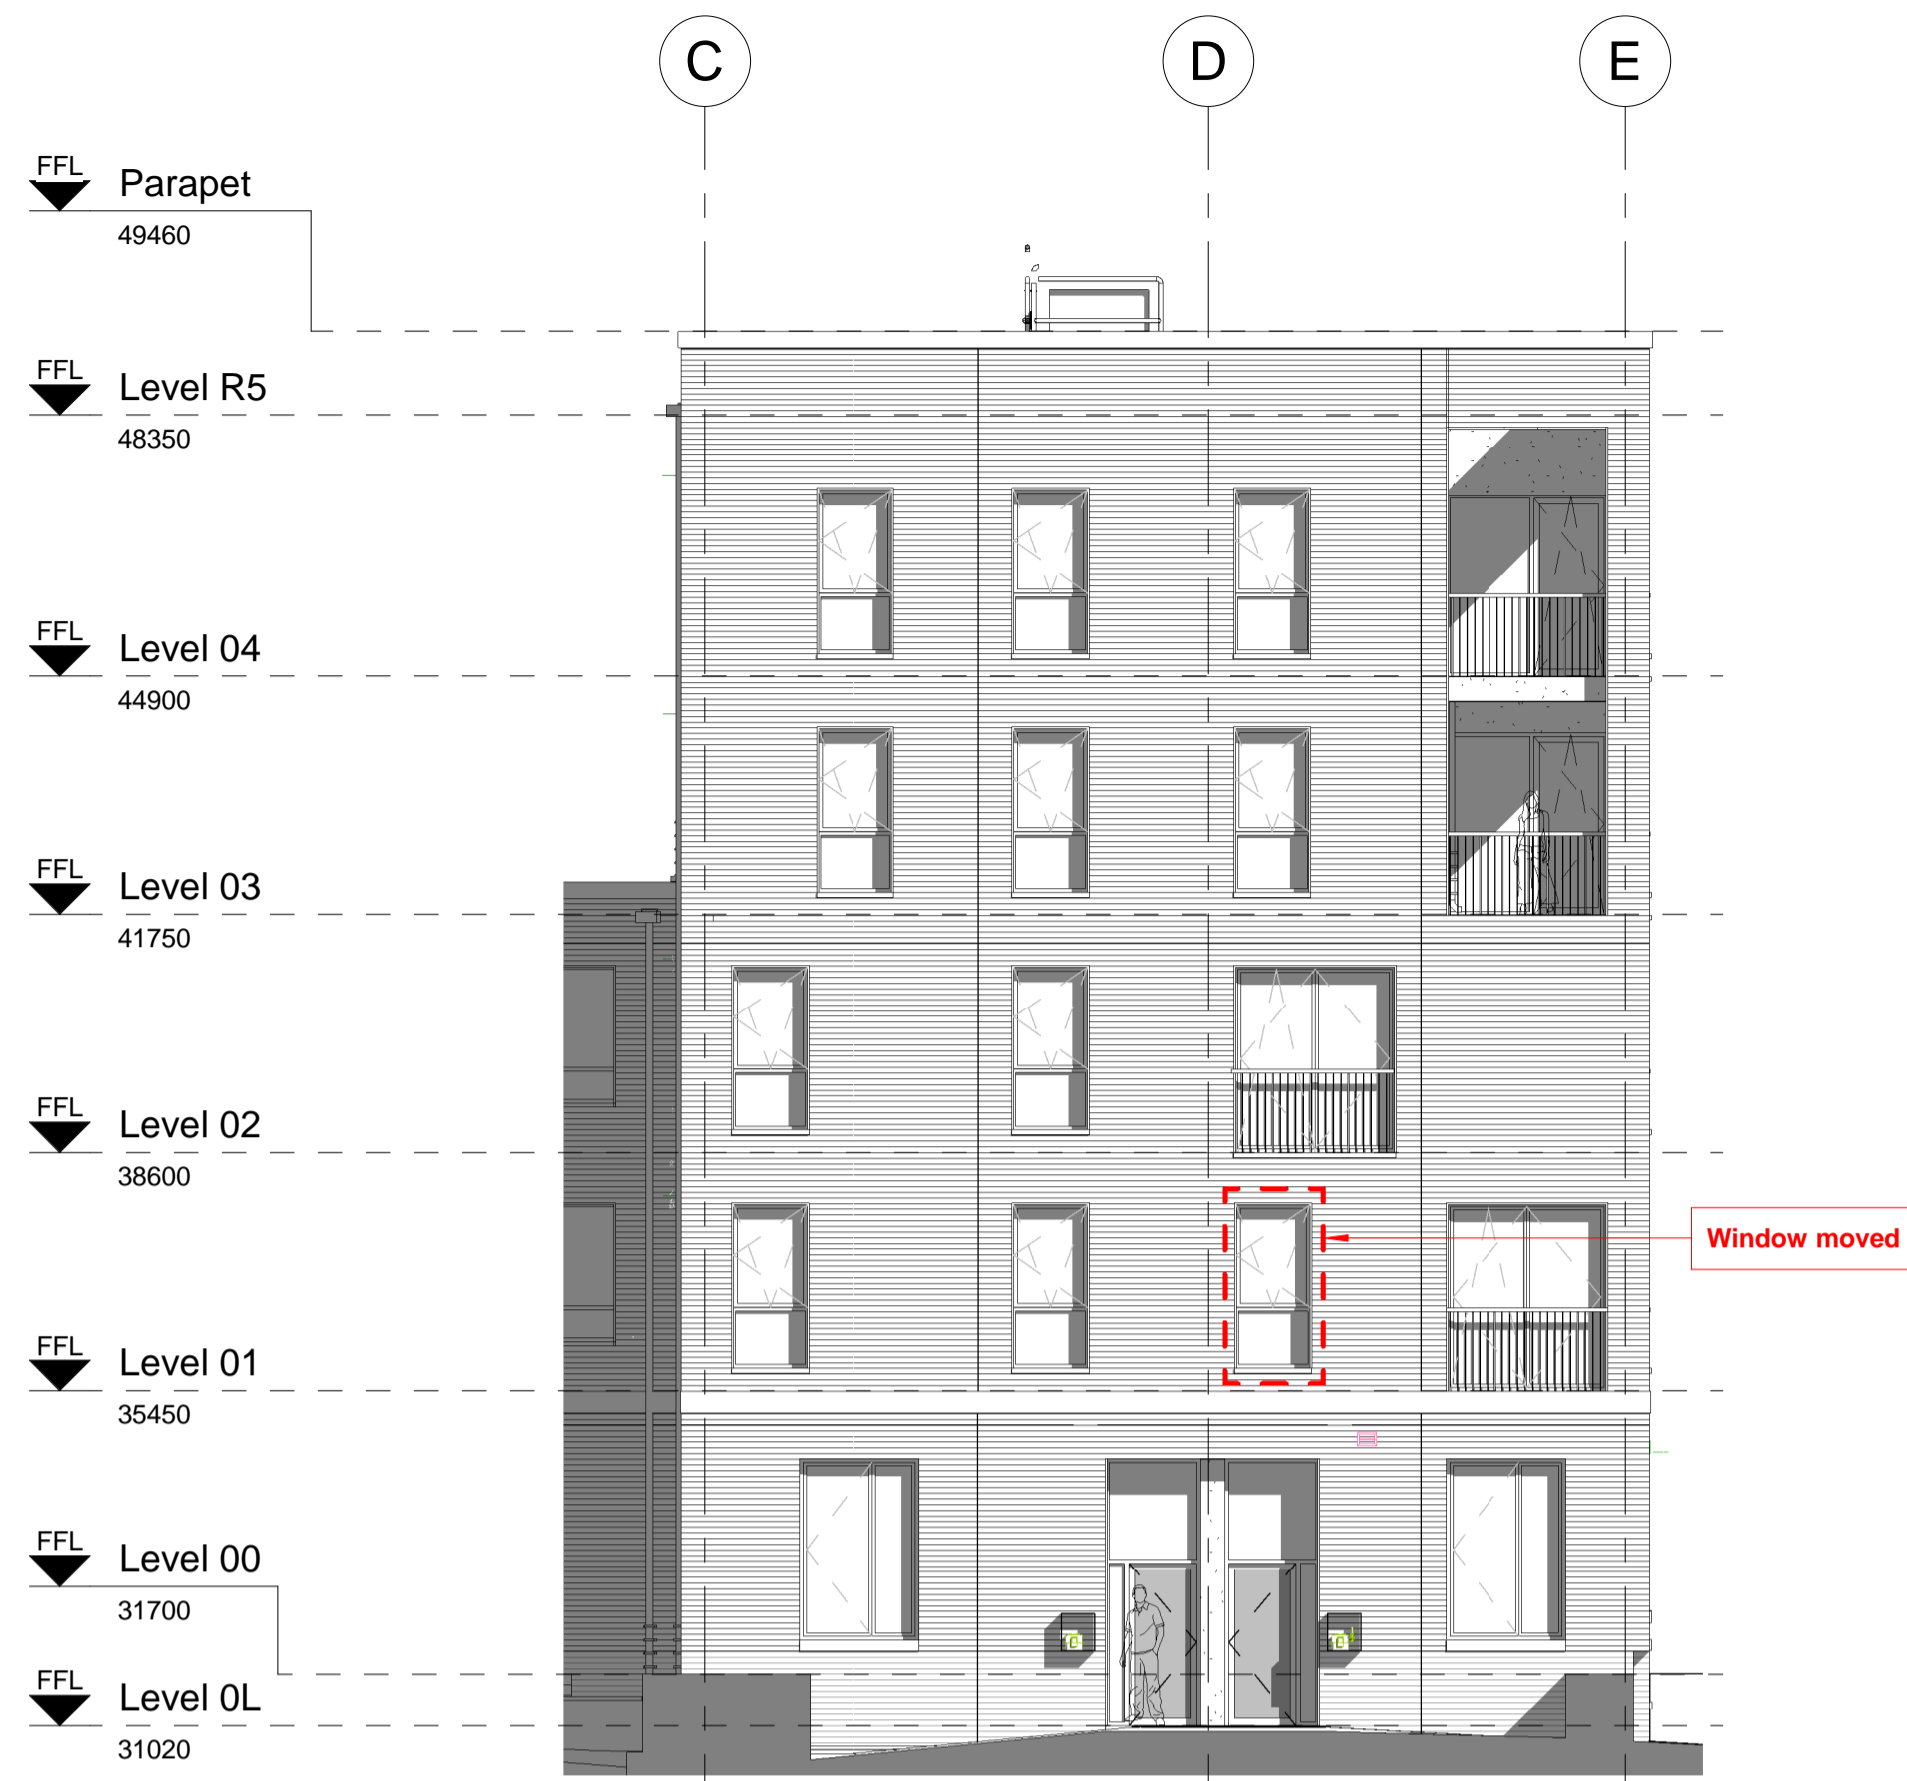 C D E
FFL Parapet
49460
FFL Level R5
48350
FFL Level 04
44900
FFL Level 03
41750
FFL Level 02
38600
Window moved
FFL Level 01
35450
FFL Level 00
31700
FFL Level 0L
31020